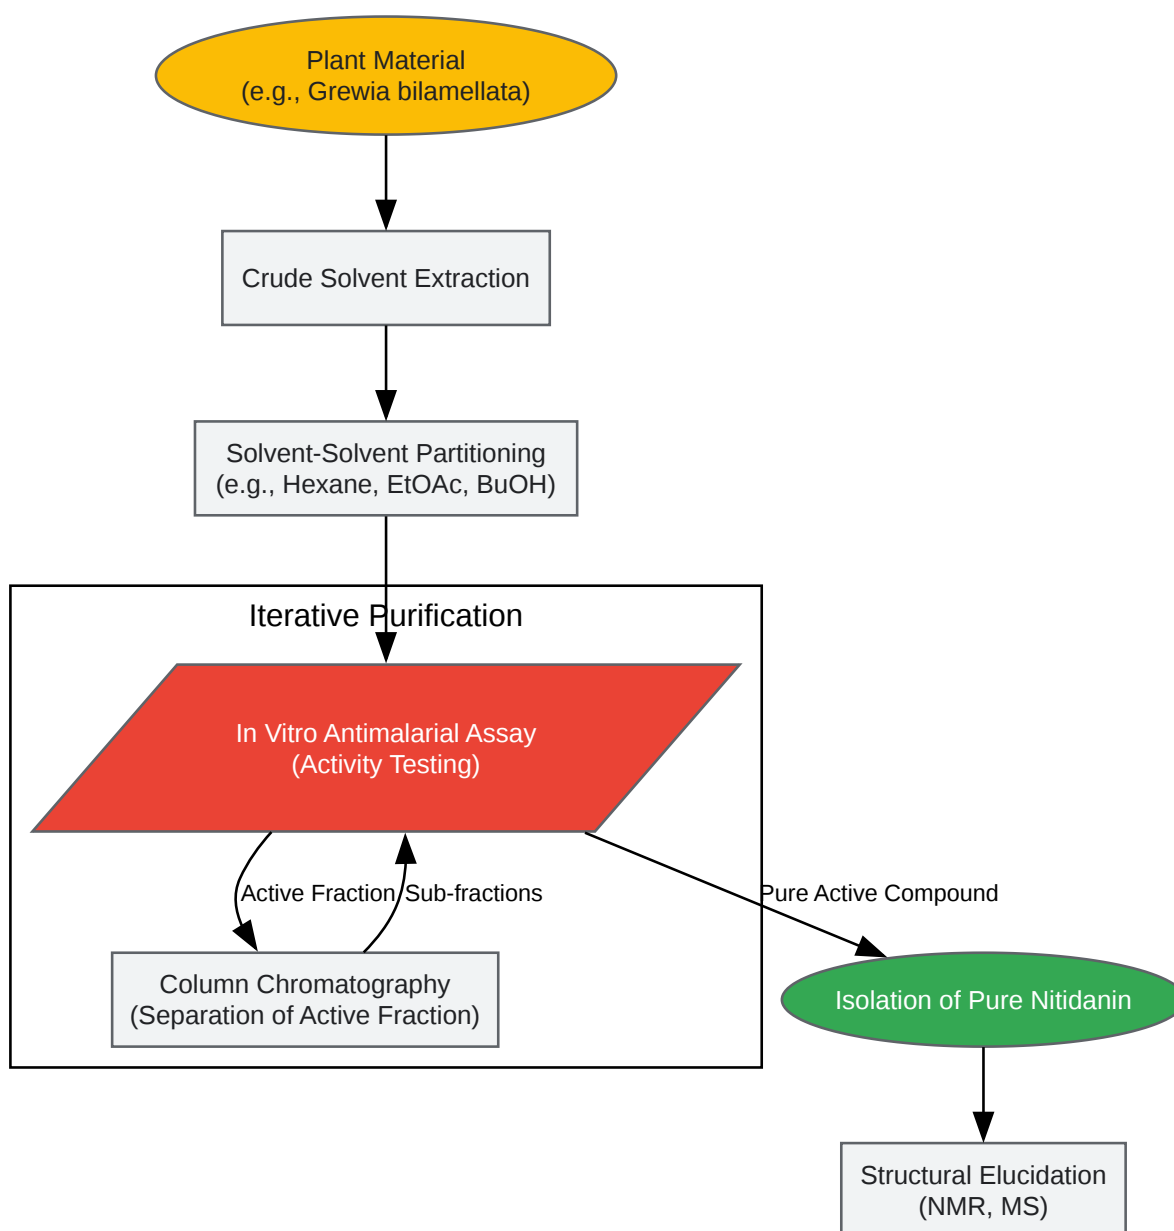 Plant Material
(e.g., Grewia bilamellata)
Crude Solvent Extraction
Solvent-Solvent Partitioning
(e.g., Hexane, EtOAc, BuOH)
Iterative Purification
In Vitro Antimalarial Assay
(Activity Testing)
Active Fraction
Sub-fractions
Pure Active Compound
Column Chromatography
(Separation of Active Fraction)
Isolation of Pure Nitidanin
Structural Elucidation
(NMR, MS)